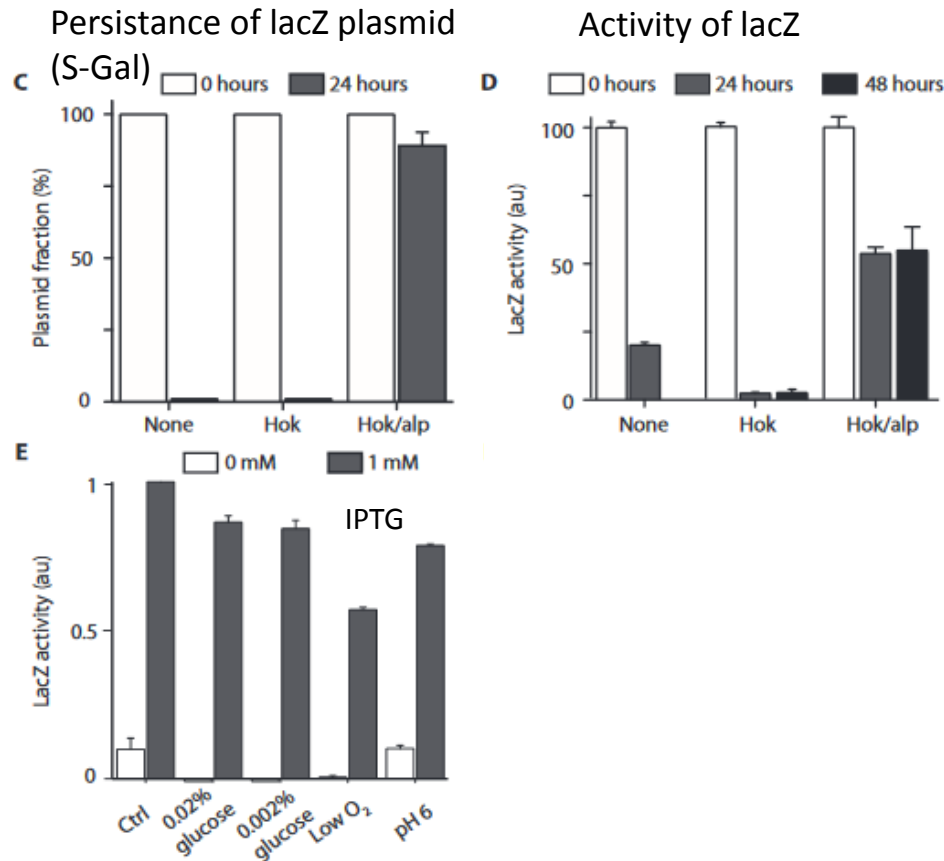 Persistance of lacZ plasmid
(S-Gal)
Activity of lacZ
C
0 hours
24 hours
Plasmid fraction (%)
100
50
0
None
Hok
Hok/alp
D
0 hours
24 hours
48 hours
LacZ activity (au)
100
50
0
None
Hok
Hok/alp
E
0 mM
1 mM
IPTG
LacZ activity (au)
1
0.5
0
Ctrl
0.02%
glucose
0.002%
glucose
Low O₂
pH 6